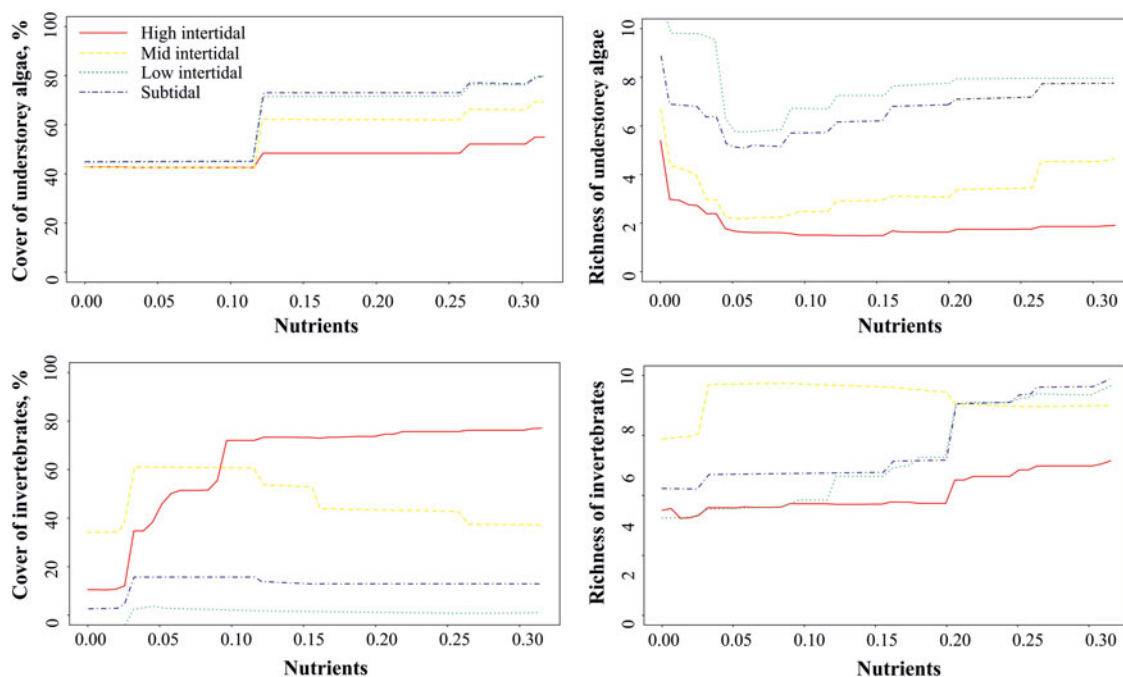 Cover of understorey algae, %
100
80
60
40
20
0
High intertidal
Mid intertidal
Low intertidal
Subtidal
0.00 0.05 0.10 0.15 0.20 0.25 0.30
Nutrients
Richness of understorey algae
10
8
6
4
2
0
0.00 0.05 0.10 0.15 0.20 0.25 0.30
Nutrients
Cover of invertebrates, %
100
80
60
40
20
0
0.00 0.05 0.10 0.15 0.20 0.25 0.30
Nutrients
Richness of invertebrates
10
8
6
4
2
0
0.00 0.05 0.10 0.15 0.20 0.25 0.30
Nutrients